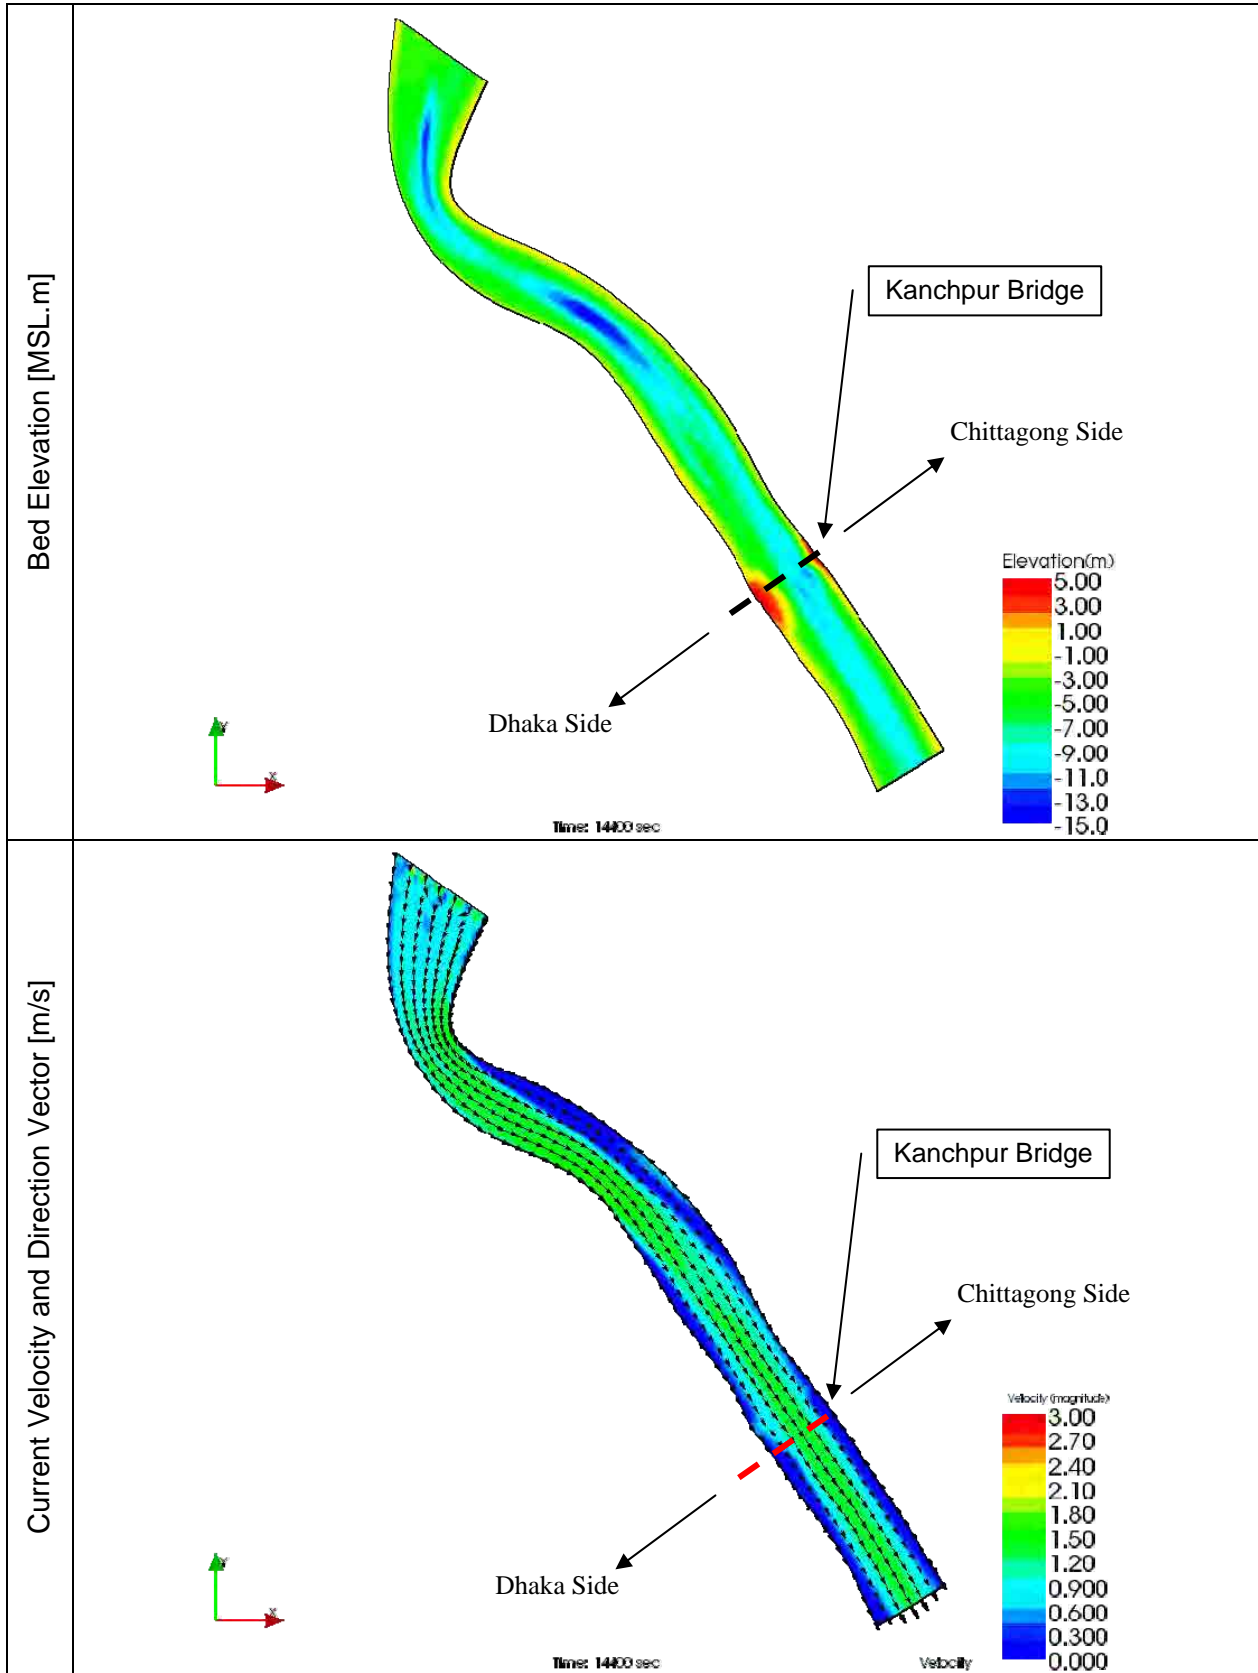 Bed Elevation [MSL.m]
Kanchpur Bridge
Chittagong Side
Dhaka Side
Elevation(m)
5.00
3.00
1.00
-1.00
-3.00
-5.00
-7.00
-9.00
-11.0
-13.0
-15.0
Y
X
Time: 14400 sec
Current Velocity and Direction Vector [m/s]
Kanchpur Bridge
Chittagong Side
Dhaka Side
Velocity (magnitude)
3.00
2.70
2.40
2.10
1.80
1.50
1.20
0.900
0.600
0.300
0.000
Y
X
Time: 14400 sec
Velocity